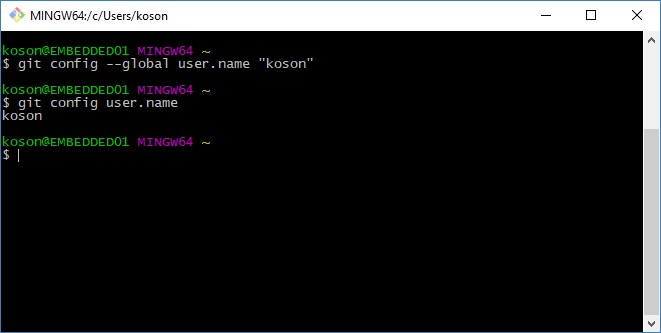 MINGW64:/c/Users/koson
koson@EMBEDDED01 MINGW64 ~
$ git config --global user.name "koson"
koson@EMBEDDED01 MINGW64 ~
$ git config user.name
koson
koson@EMBEDDED01 MINGW64 ~
$